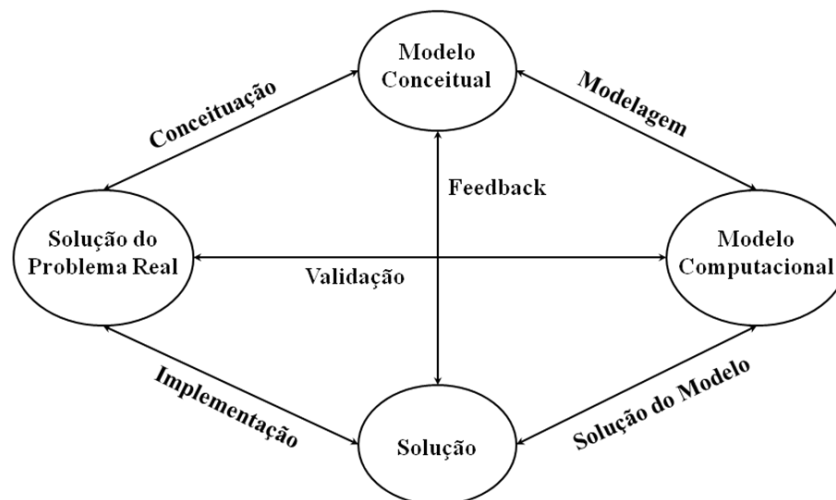 Modelo
Conceitual
Conceituação
Modelagem
Feedback
Solução do
Problema Real
Modelo
Computacional
Validação
Implementação
Solução do Modelo
Solução